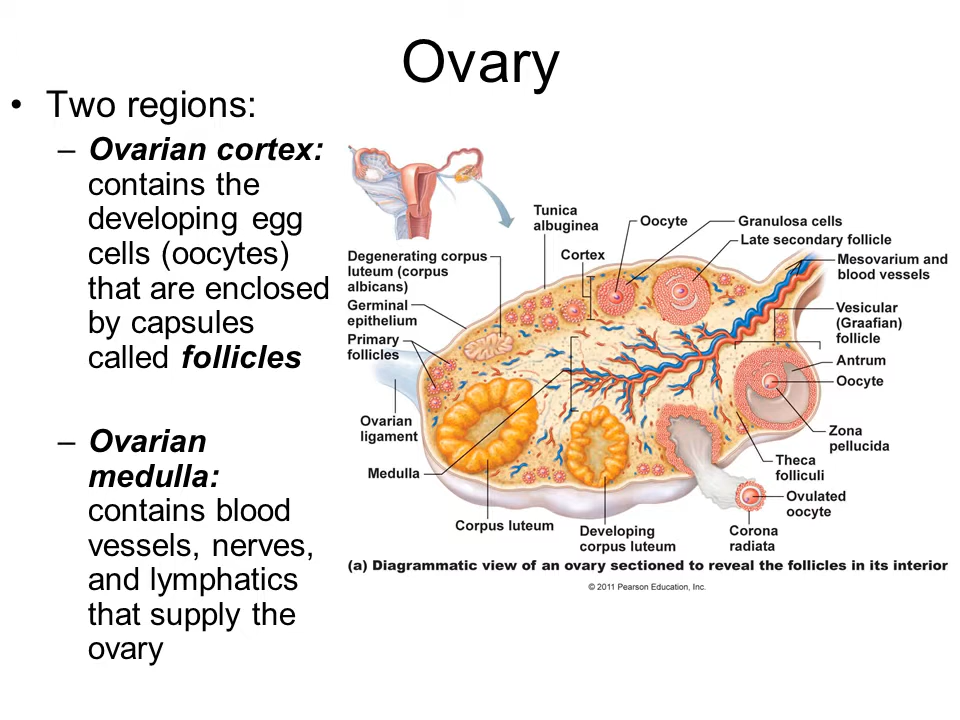 Ovary
• Two regions:
– Ovarian cortex:
contains the
developing egg
cells (oocytes)
that are enclosed
by capsules
called follicles
– Ovarian
medulla:
contains blood
vessels, nerves,
and lymphatics
that supply the
ovary
Tunica
albuginea
Oocyte
Granulosa cells
Late secondary follicle
Cortex
Mesovarium and
blood vessels
Degenerating corpus
luteum (corpus
albicans)
Germinal
epithelium
Primary
follicles
Vesicular
(Graafian)
follicle
Antrum
Oocyte
Ovarian
ligament
Zona
pellucida
Medulla
Theca
folliculi
Ovulated
oocyte
Corpus luteum
Developing
corpus luteum
Corona
radiata
(a) Diagrammatic view of an ovary sectioned to reveal the follicles in its interior
© 2011 Pearson Education, Inc.